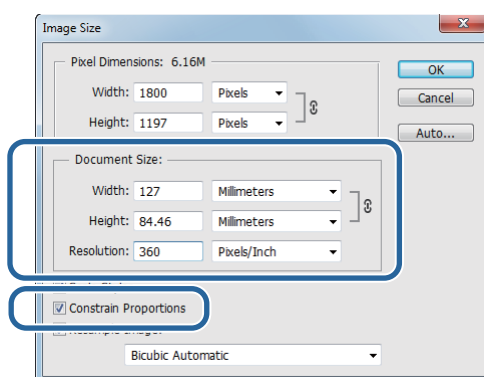 Image Size
Pixel Dimensions: 6.16M
OK
Width: 1800 Pixels
Cancel
Height: 1197 Pixels
Auto...
Document Size:
Width: 127 Millimeters
Height: 84.46 Millimeters
Resolution: 360 Pixels/Inch
Constrain Proportions
Bicubic Automatic